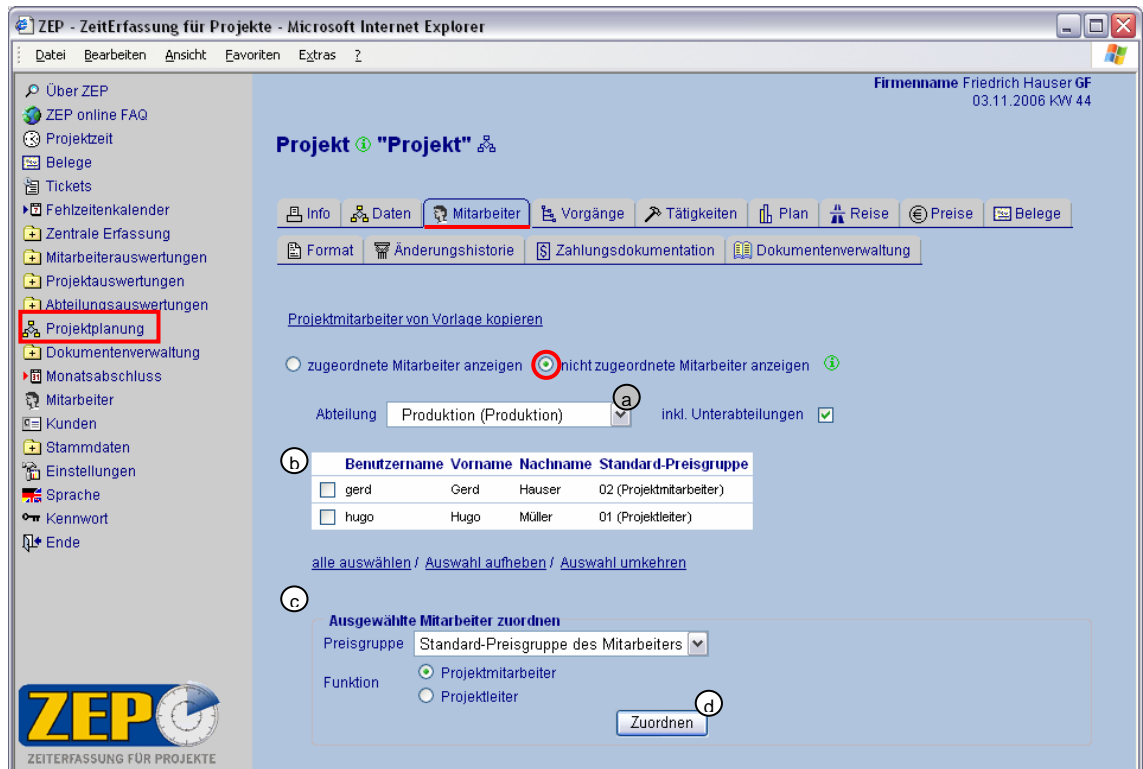 ZEP - ZeitErfassung für Projekte - Microsoft Internet Explorer
Datei Bearbeiten Ansicht Favoriten Extras ?
Über ZEP
ZEP online FAQ
Projektzeit
Belege
Tickets
Fehlzeitenkalender
Zentrale Erfassung
Mitarbeiterauswertungen
Projektauswertungen
Abteilungsauswertungen
Projektplanung
Dokumentenverwaltung
Monatsabschluss
Mitarbeiter
Kunden
Stammdaten
Einstellungen
Sprache
Kennwort
Ende
ZEP
ZEITERFASSUNG FÜR PROJEKTE
Firmenname Friedrich Hauser GF
03.11.2006 KW 44
Projekt "Projekt"
Info Daten Mitarbeiter Vorgänge Tätigkeiten Plan Reise Preise Belege
Format Änderungshistorie Zahlungsdokumentation Dokumentenverwaltung
Projektmitarbeiter von Vorlage kopieren
zugeordnete Mitarbeiter anzeigen nicht zugeordnete Mitarbeiter anzeigen
a
Abteilung Produktion (Produktion) inkl. Unterabteilungen
b
Benutzername Vorname Nachname Standard-Preisgruppe
gerd Gerd Hauser 02 (Projektmitarbeiter)
hugo Hugo Müller 01 (Projektleiter)
alle auswählen / Auswahl aufheben / Auswahl umkehren
c
Ausgewählte Mitarbeiter zuordnen
Preisgruppe Standard-Preisgruppe des Mitarbeiters
Funktion Projektmitarbeiter
Projektleiter
d
Zuordnen